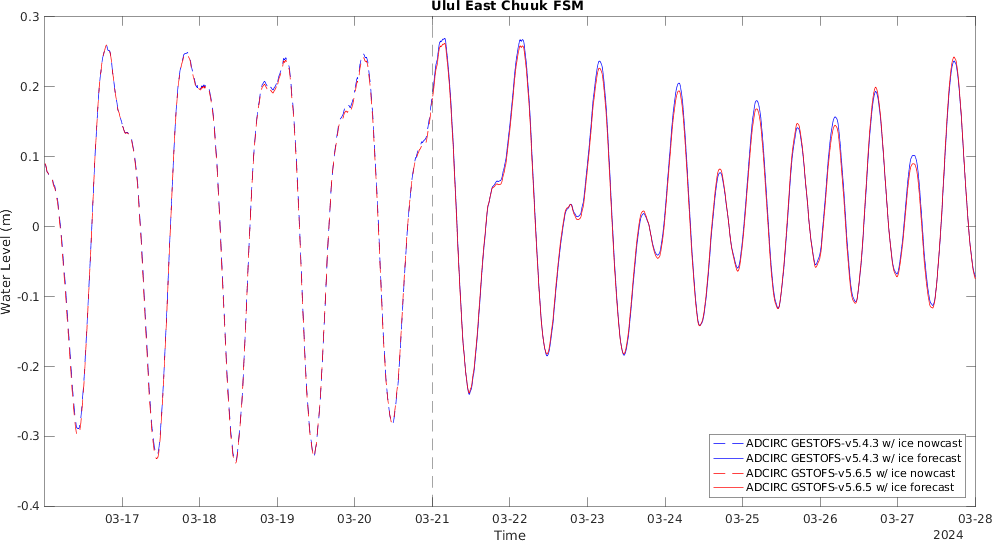 Ulul East Chuuk FSM
0.3
0.2
0.1
0
-0.1
-0.2
-0.3
-0.4
Water Level (m)
ADCIRC GESTOFS-v5.4.3 w/ ice nowcast
ADCIRC GESTOFS-v5.4.3 w/ ice forecast
ADCIRC GSTOFS-v5.6.5 w/ ice nowcast
ADCIRC GSTOFS-v5.6.5 w/ ice forecast
03-17 03-18 03-19 03-20 03-21 03-22 03-23 03-24 03-25 03-26 03-27 03-28
Time
2024